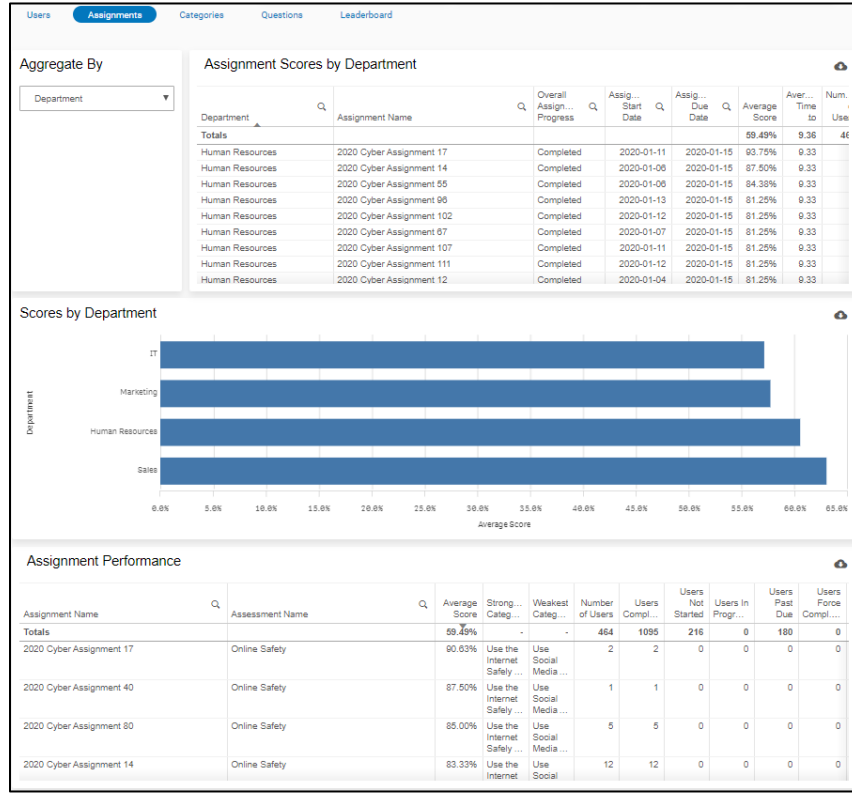 Users Assignments Categories Questions Leaderboard
Aggregate By
Department
Assignment Scores by Department
Department Assignment Name Overall Assign... Progress Assig... Start Date Assig... Due Date Average Score Aver... Time to Num.
Totals 59.49% 9.36
Human Resources 2020 Cyber Assignment 17 Completed 2020-01-11 2020-01-15 93.75% 9.33
Human Resources 2020 Cyber Assignment 14 Completed 2020-01-06 2020-01-15 87.50% 9.33
Human Resources 2020 Cyber Assignment 55 Completed 2020-01-06 2020-01-15 84.38% 9.33
Human Resources 2020 Cyber Assignment 96 Completed 2020-01-13 2020-01-15 81.25% 9.33
Human Resources 2020 Cyber Assignment 102 Completed 2020-01-12 2020-01-15 81.25% 9.33
Human Resources 2020 Cyber Assignment 67 Completed 2020-01-07 2020-01-15 81.25% 9.33
Human Resources 2020 Cyber Assignment 107 Completed 2020-01-11 2020-01-15 81.25% 9.33
Human Resources 2020 Cyber Assignment 111 Completed 2020-01-12 2020-01-15 81.25% 9.33
Human Resources 2020 Cyber Assignment 12 Completed 2020-01-04 2020-01-15 81.25% 9.33
Scores by Department
Department
IT
Marketing
Human Resources
Sales
0.0% 5.0% 10.0% 15.0% 20.0% 25.0% 30.0% 35.0% 40.0% 45.0% 50.0% 55.0% 60.0% 65.0%
Average Score
Assignment Performance
Assignment Name Assessment Name Average Score Strong... Categ... Weakest Categ... Number of Users Users Compl... Users Not Started Users In Progr... Users Past Due Users Force Compl....
Totals 59.49% - - 464 1095 216 0 180 0
2020 Cyber Assignment 17 Online Safety 90.63% Use the Internet Safely ... Use Social Media ... 2 2 0 0 0 0
2020 Cyber Assignment 40 Online Safety 87.50% Use the Internet Safely ... Use Social Media ... 1 1 0 0 0 0
2020 Cyber Assignment 80 Online Safety 85.00% Use the Internet Safely ... Use Social Media ... 5 5 0 0 0 0
2020 Cyber Assignment 14 Online Safety 83.33% Use the Internet Use Social 12 12 0 0 0 0